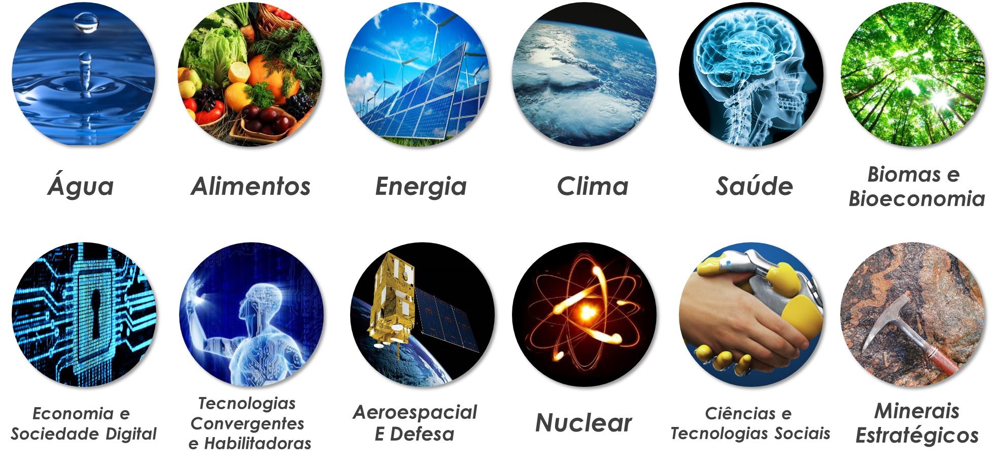 Água
Alimentos
Energia
Clima
Saúde
Biomas e
Bioeconomia
Economia e
Sociedade Digital
Tecnologias
Convergentes
e Habilitadoras
Aeroespacial
E Defesa
Nuclear
Ciências e
Tecnologias Sociais
Minerais
Estratégicos